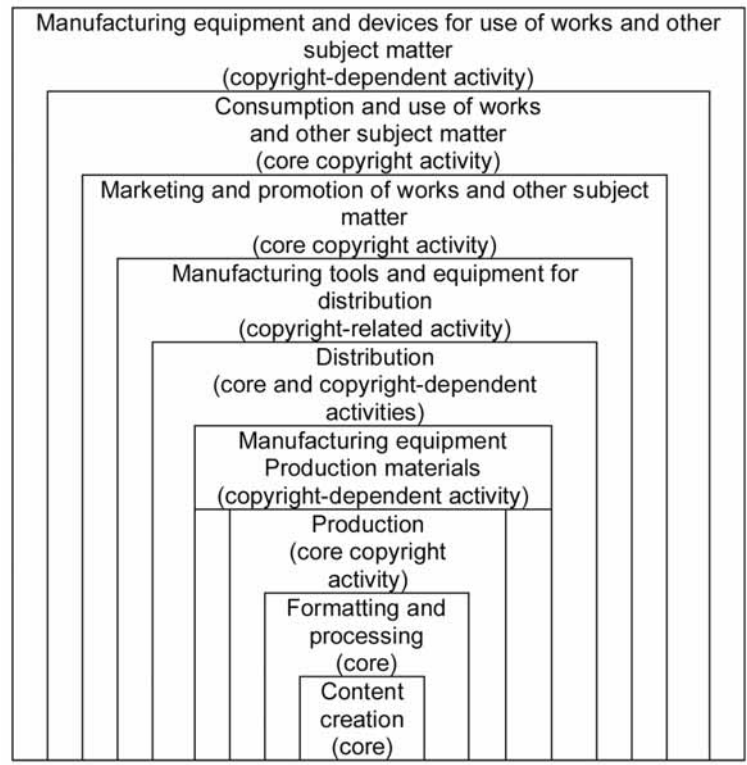 Manufacturing equipment and devices for use of works and other
subject matter
(copyright-dependent activity)
Consumption and use of works
and other subject matter
(core copyright activity)
Marketing and promotion of works and other subject
matter
(core copyright activity)
Manufacturing tools and equipment for
distribution
(copyright-related activity)
Distribution
(core and copyright-dependent
activities)
Manufacturing equipment
Production materials
(copyright-dependent activity)
Production
(core copyright
activity)
Formatting and
processing
(core)
Content
creation
(core)